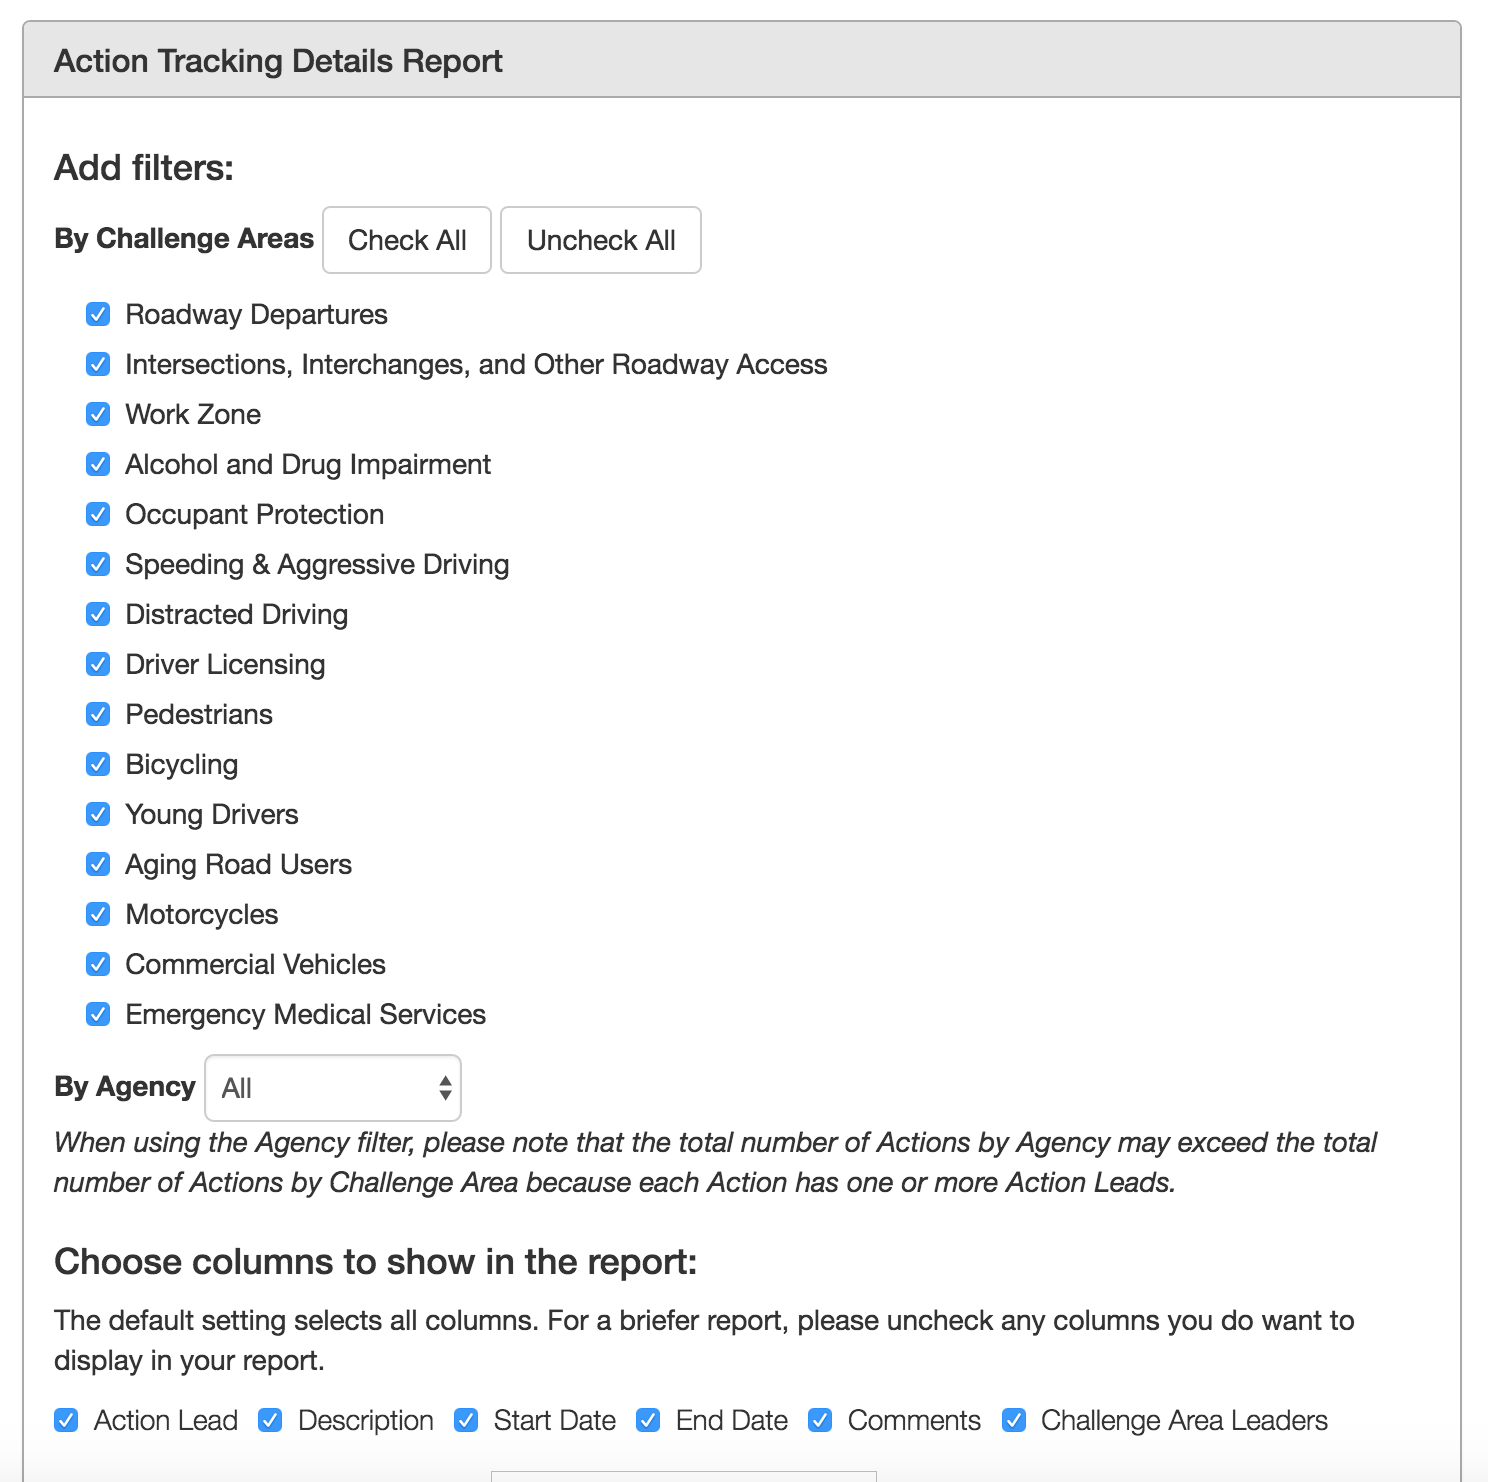 Action Tracking Details Report
Add filters:
By Challenge Areas Check All Uncheck All
Roadway Departures
Intersections, Interchanges, and Other Roadway Access
Work Zone
Alcohol and Drug Impairment
Occupant Protection
Speeding & Aggressive Driving
Distracted Driving
Driver Licensing
Pedestrians
Bicycling
Young Drivers
Aging Road Users
Motorcycles
Commercial Vehicles
Emergency Medical Services
By Agency All
When using the Agency filter, please note that the total number of Actions by Agency may exceed the total
number of Actions by Challenge Area because each Action has one or more Action Leads.
Choose columns to show in the report:
The default setting selects all columns. For a briefer report, please uncheck any columns you do want to
display in your report.
Action Lead Description Start Date End Date Comments Challenge Area Leaders